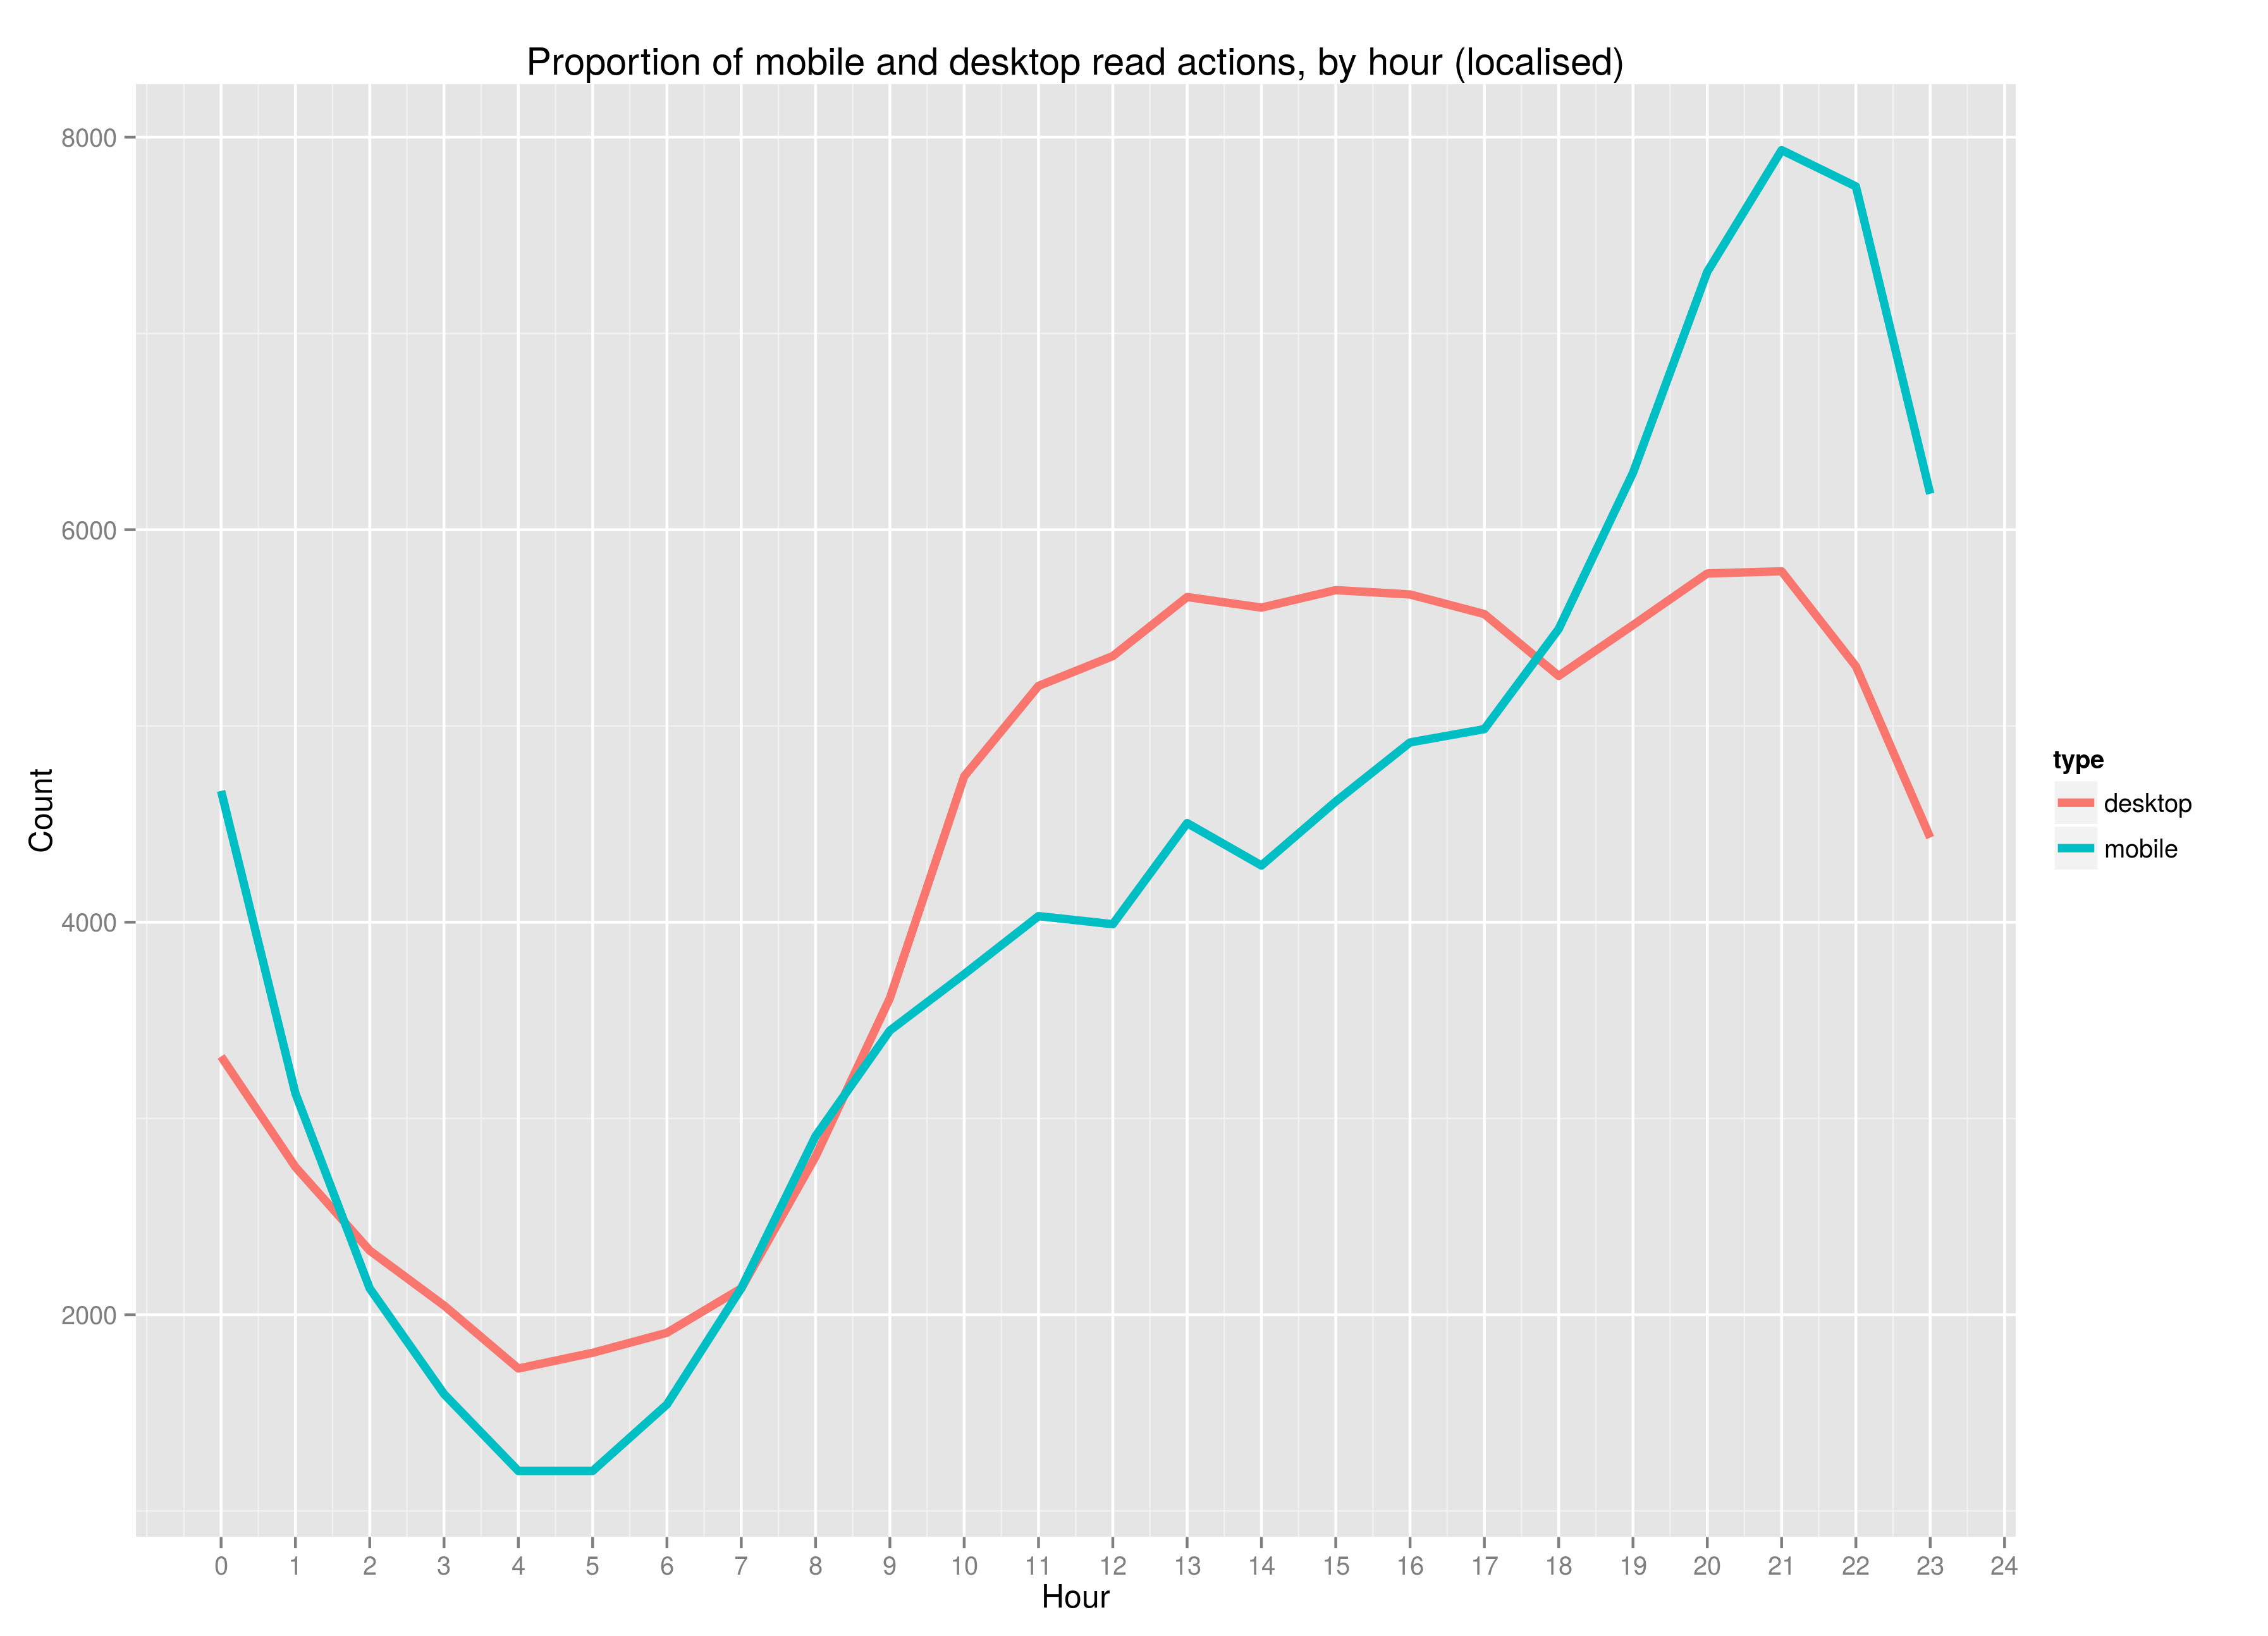 Proportion of mobile and desktop read actions, by hour (localised)
8000
6000
4000
2000
Count
0 1 2 3 4 5 6 7 8 9 10 11 12 13 14 15 16 17 18 19 20 21 22 23 24
Hour
type
desktop
mobile